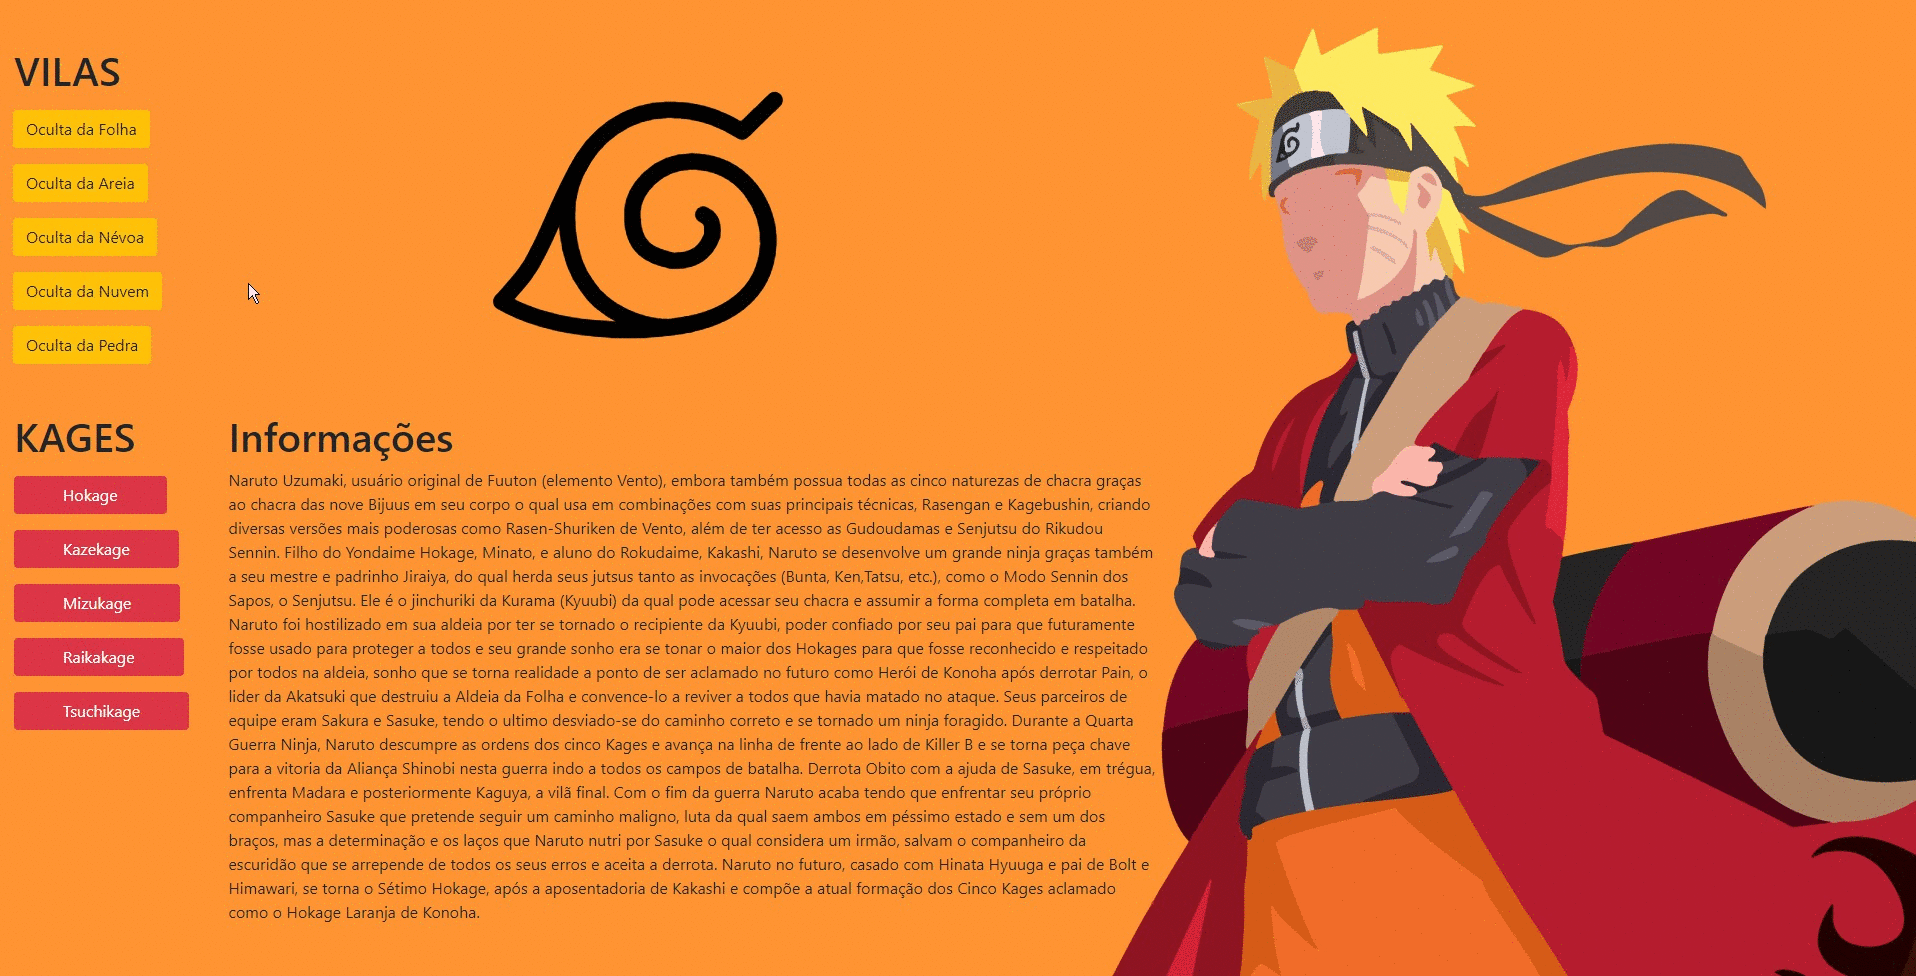 VILAS
Oculta da Folha
Oculta da Areia
Oculta da Névoa
Oculta da Nuvem
Oculta da Pedra
KAGES
Hokage
Kazekage
Mizukage
Raikakage
Tsuchikage
Informações
Naruto Uzumaki, usuário original de Fuuton (elemento Vento), embora também possua todas as cinco naturezas de chacra graças
ao chacra das nove Bijuus em seu corpo o qual usa em combinações com suas principais técnicas, Rasengan e Kagebushin, criando
diversas versões mais poderosas como Rasen-Shuriken de Vento, além de ter acesso as Gudoudamas e Senjutsu do Rikudou
Sennin. Filho do Yondaime Hokage, Minato, e aluno do Rokudaime, Kakashi, Naruto se desenvolve um grande ninja graças também
a seu mestre e padrinho Jiraiya, do qual herda seus jutsus tanto as invocações (Bunta, Ken,Tatsu, etc.), como o Modo Sennin dos
Sapos, o Senjutsu. Ele é o jinchuriki da Kurama (Kyuubi) da qual pode acessar seu chacra e assumir a forma completa em batalha.
Naruto foi hostilizado em sua aldeia por ter se tornado o recipiente da Kyuubi, poder confiado por seu pai para que futuramente
fosse usado para proteger a todos e seu grande sonho era se tonar o maior dos Hokages para que fosse reconhecido e respeitado
por todos na aldeia, sonho que se torna realidade a ponto de ser aclamado no futuro como Herói de Konoha após derrotar Pain, o
lider da Akatsuki que destruiu a Aldeia da Folha e convence-lo a reviver a todos que havia matado no ataque. Seus parceiros de
equipe eram Sakura e Sasuke, tendo o ultimo desviado-se do caminho correto e se tornado um ninja foragido. Durante a Quarta
Guerra Ninja, Naruto descumpre as ordens dos cinco Kages e avança na linha de frente ao lado de Killer B e se torna peça chave
para a vitoria da Aliança Shinobi nesta guerra indo a todos os campos de batalha. Derrota Obito com a ajuda de Sasuke, em trégua,
enfrenta Madara e posteriormente Kaguya, a vilã final. Com o fim da guerra Naruto acaba tendo que enfrentar seu próprio
companheiro Sasuke que pretende seguir um caminho maligno, luta da qual saem ambos em péssimo estado e sem um dos
braços, mas a determinação e os laços que Naruto nutri por Sasuke o qual considera um irmão, salvam o companheiro da
escuridão que se arrepende de todos os seus erros e aceita a derrota. Naruto no futuro, casado com Hinata Hyuuga e pai de Bolt e
Himawari, se torna o Sétimo Hokage, após a aposentadoria de Kakashi e compõe a atual formação dos Cinco Kages aclamado
como o Hokage Laranja de Konoha.